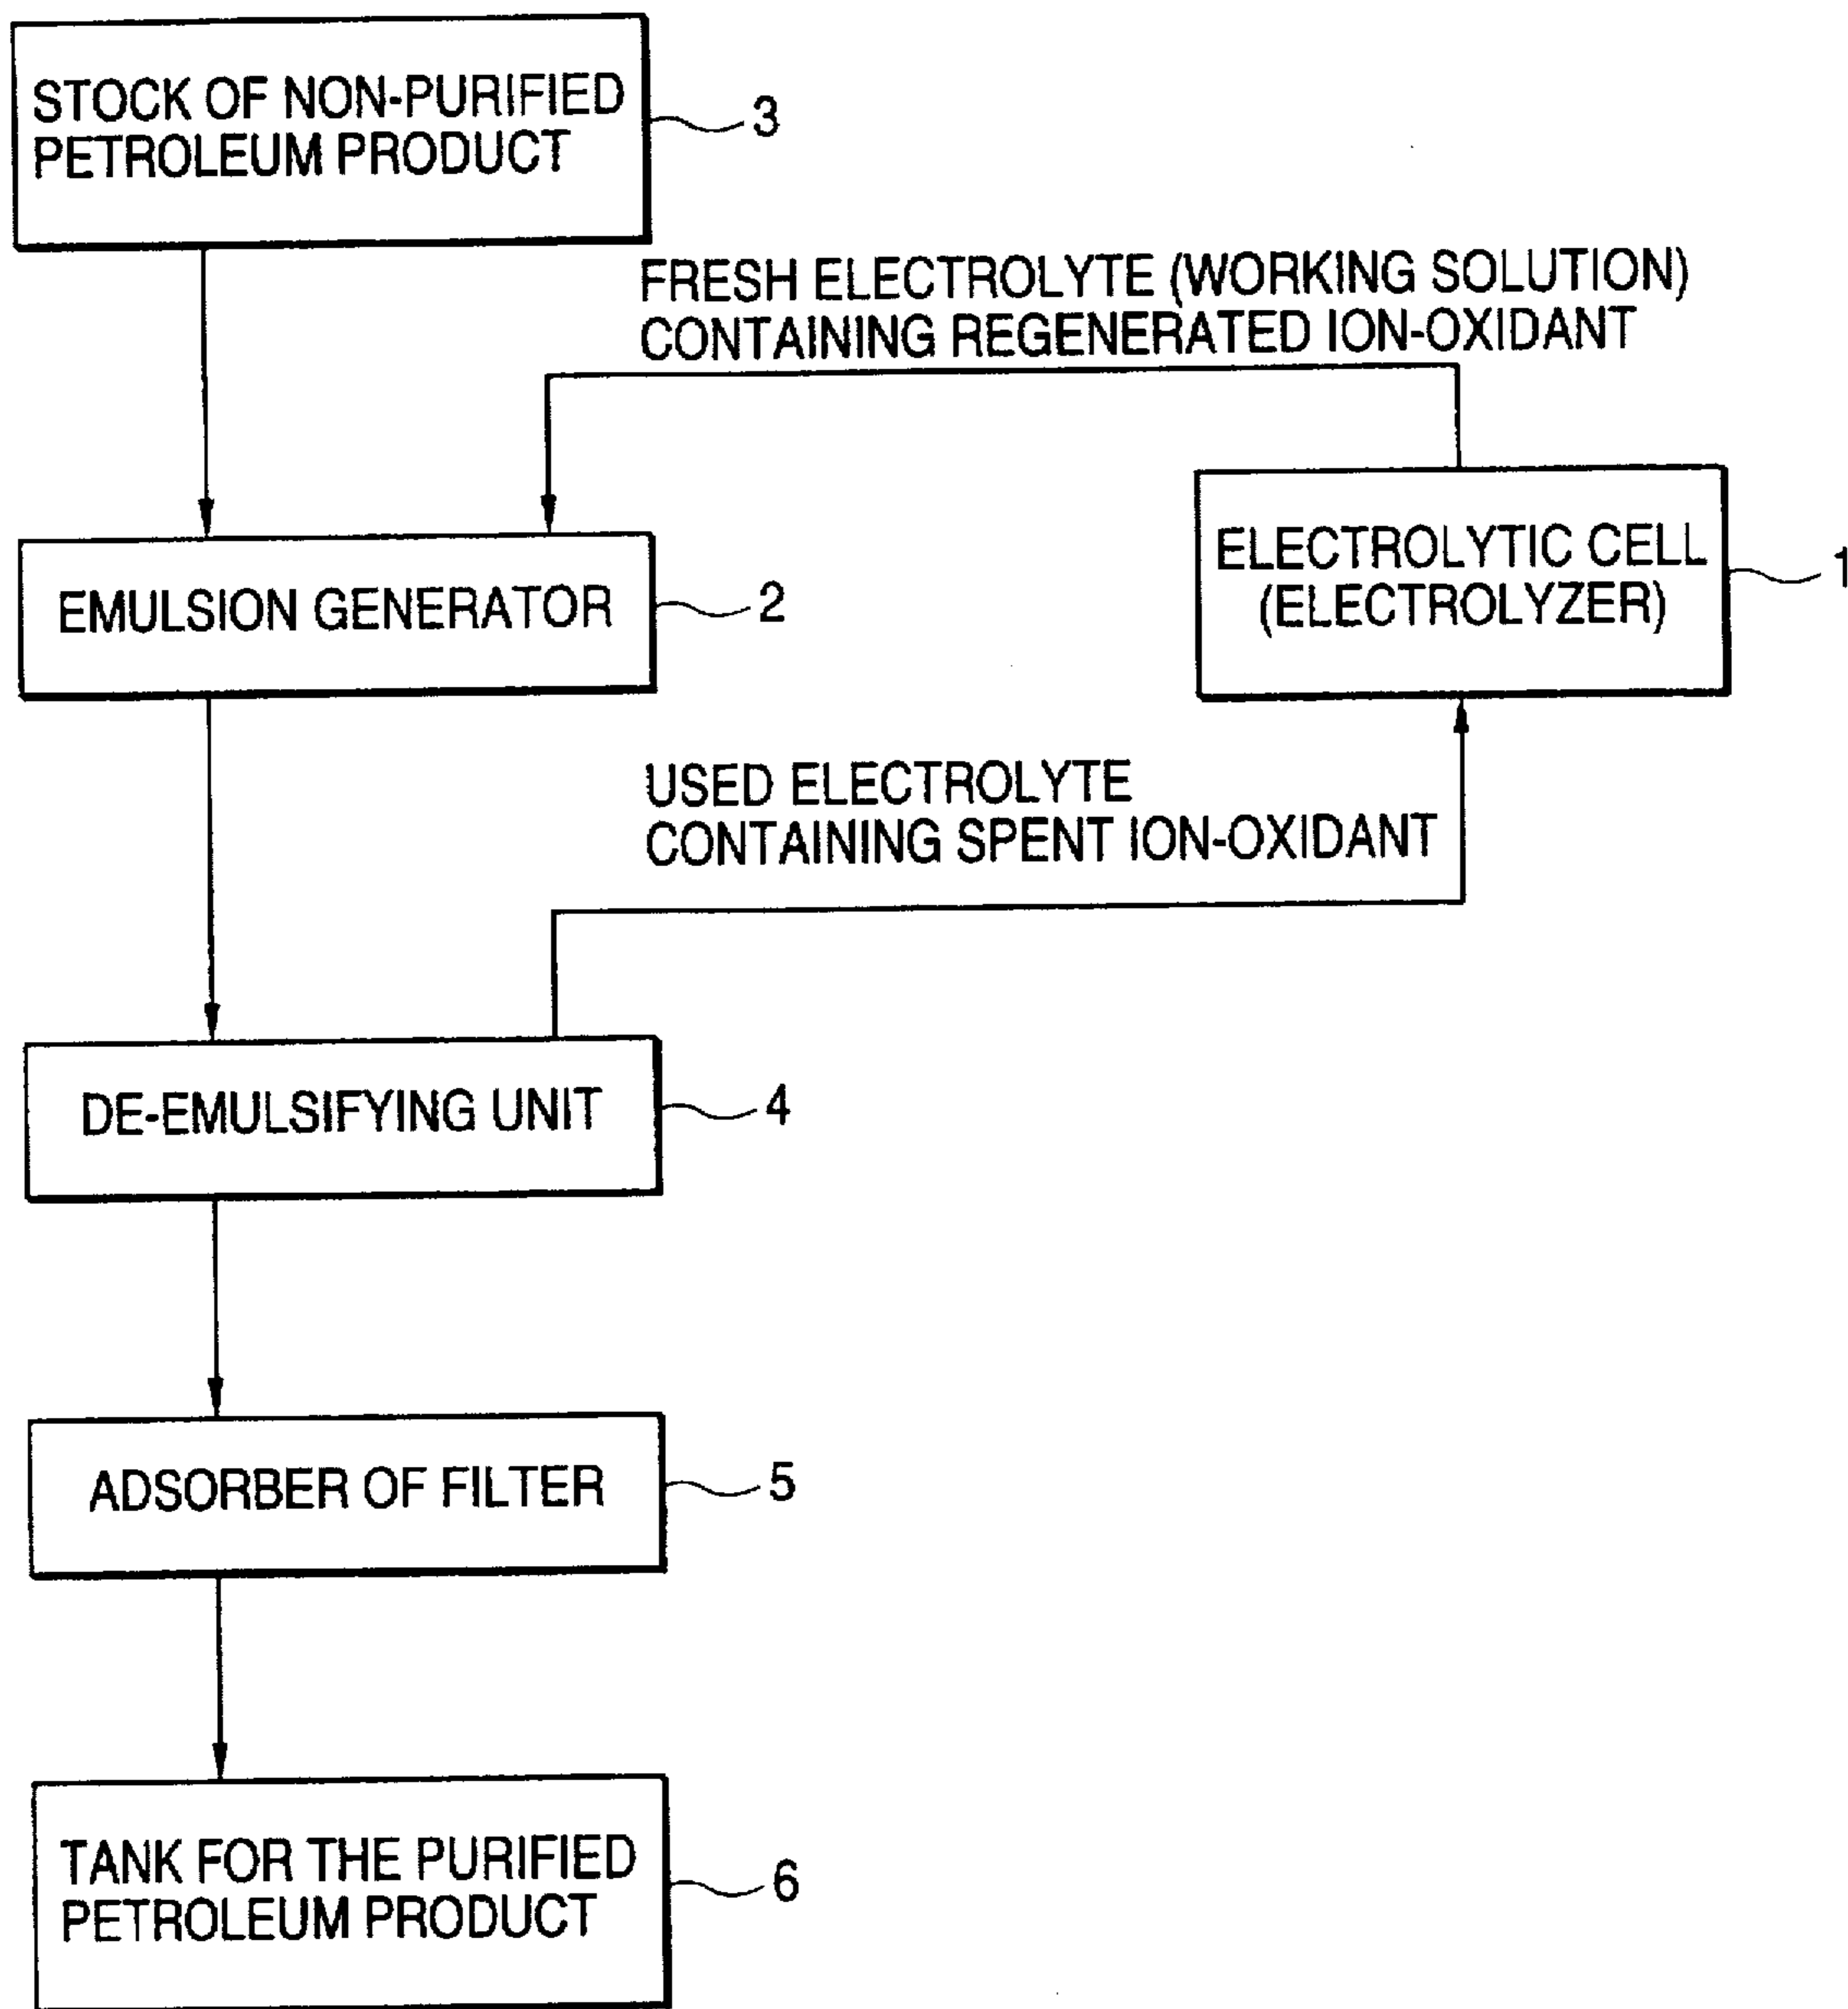 STOCK OF NON-PURIFIED
PETROLEUM PRODUCT
3
FRESH ELECTROLYTE (WORKING SOLUTION)
CONTAINING REGENERATED ION-OXIDANT
EMULSION GENERATOR
2
ELECTROLYTIC CELL
(ELECTROLYZER)
1
USED ELECTROLYTE
CONTAINING SPENT ION-OXIDANT
DE-EMULSIFYING UNIT
4
ADSORBER OF FILTER
5
TANK FOR THE PURIFIED
PETROLEUM PRODUCT
6